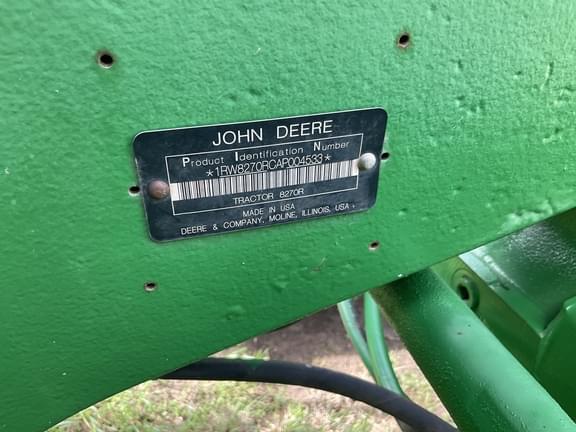 JOHN DEERE
Product Identification Number
*1RW8270RCAP004533*
TRACTOR 8270R
MADE IN USA
DEERE & COMPANY, MOLINE, ILLINOIS, USA